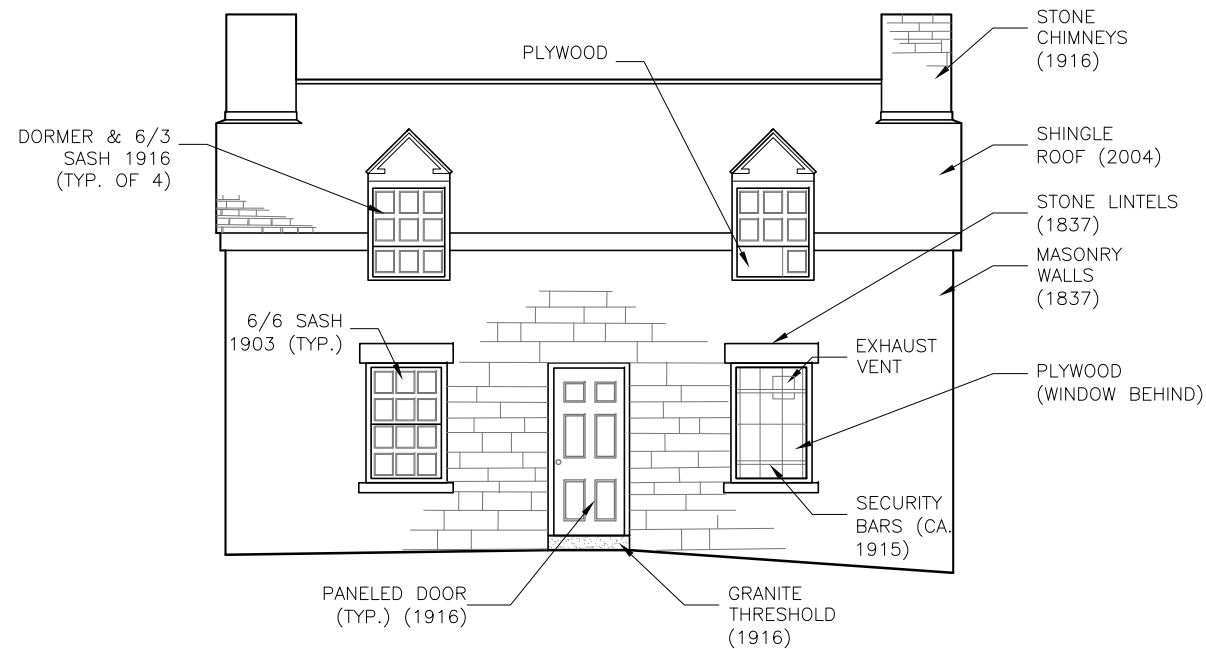 STONE
CHIMNEYS
(1916)
PLYWOOD
DORMER & 6/3
SASH 1916
(TYP. OF 4)
SHINGLE
ROOF (2004)
STONE LINTELS
(1837)
MASONRY
WALLS
(1837)
6/6 SASH
1903 (TYP.)
EXHAUST
VENT
PLYWOOD
(WINDOW BEHIND)
SECURITY
BARS (CA.
1915)
PANELED DOOR
(TYP.) (1916)
GRANITE
THRESHOLD
(1916)